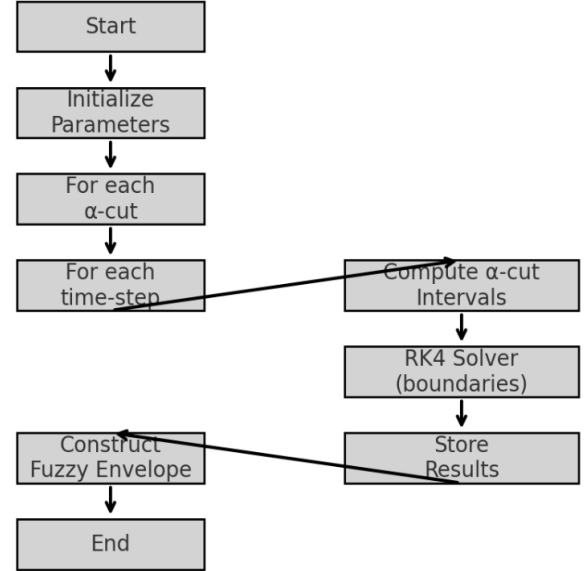 Start
Initialize
Parameters
For each
α-cut
For each
time-step
Compute α-cut
Intervals
RK4 Solver
(boundaries)
Store
Results
Construct
Fuzzy Envelope
End